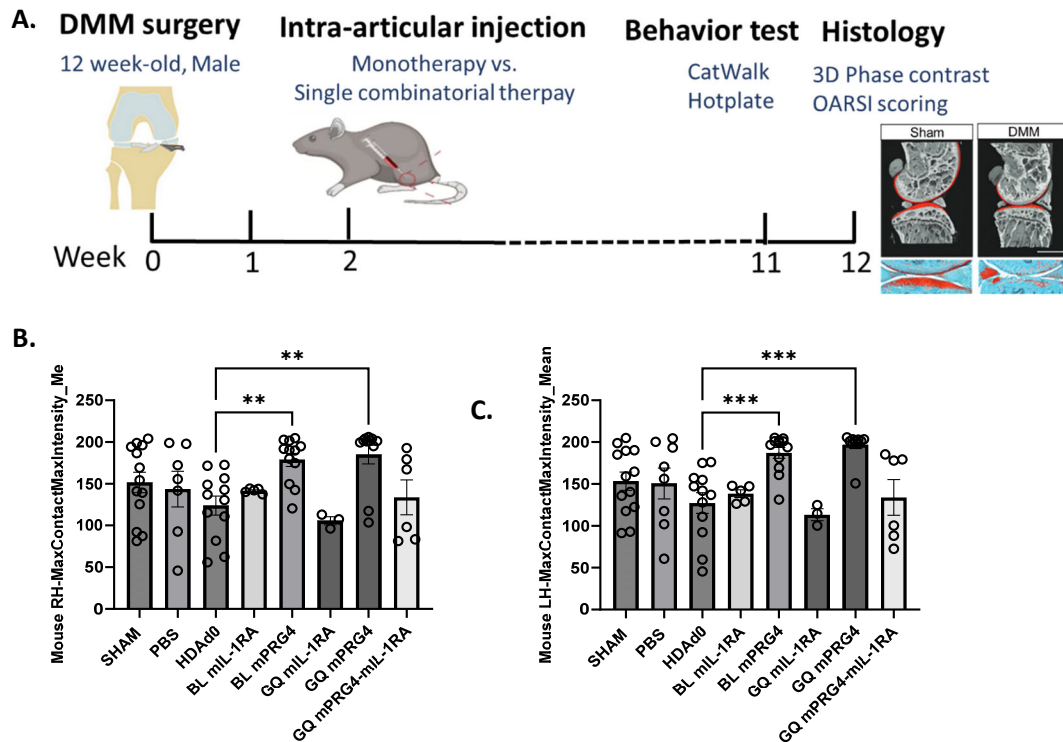 A.
DMM surgery
12 week-old, Male
Intra-articular injection
Monotherapy vs.
Single combinatorial therpay
Behavior test
CatWalk
Hotplate
Histology
3D Phase contrast
OARSI scoring
Sham
DMM
Week
0
1
2
11
12
B.
Mouse RH-MaxContactMaxIntensity_Me
250
200
150
100
50
0
**
**
SHAM
PBS
HDAd0
BL mIL-1RA
BL mPRG4
GQ mIL-1RA
GQ mPRG4
GQ mPRG4-mIL-1RA
C.
Mouse LH-MaxContactMaxIntensity_Mean
250
200
150
100
50
0
***
***
SHAM
PBS
HDAd0
BL mIL-1RA
BL mPRG4
GQ mIL-1RA
GQ mPRG4
GQ mPRG4-mIL-1RA